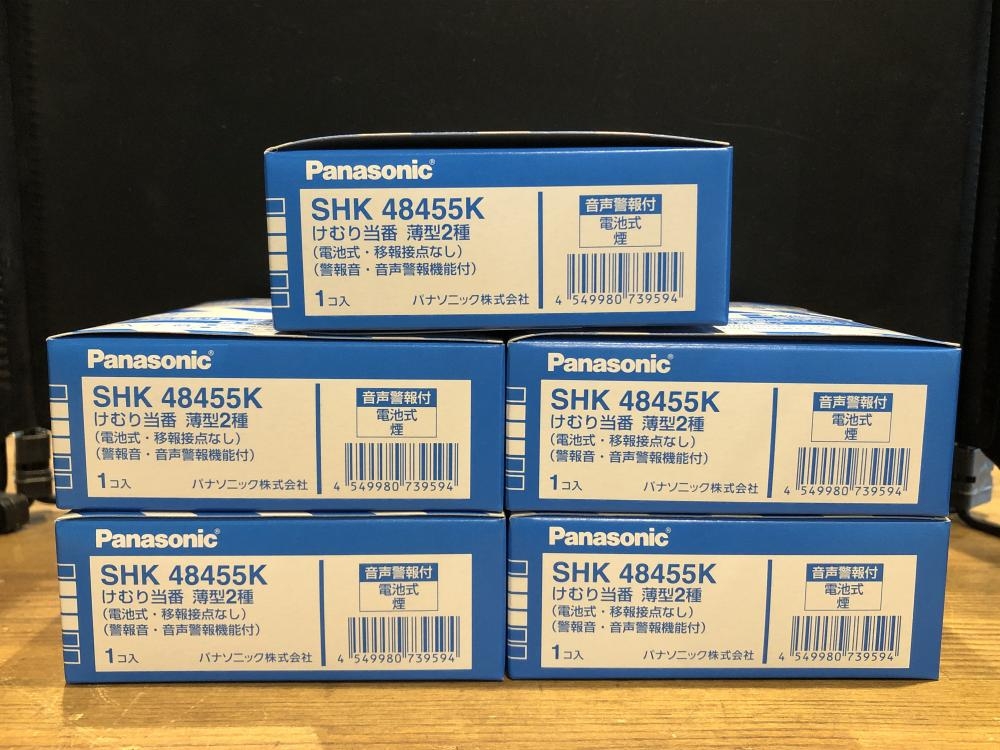 Panasonic®
SHK 48455K
けむり当番 薄型2種
(電池式・移報接点なし)
(警報音・音声警報機能付)
1コ入 パナソニック株式会社
音声警報付
電池式
煙
4 549980 739594
Panasonic®
SHK 48455K
けむり当番 薄型2種
(電池式・移報接点なし)
(警報音・音声警報機能付)
1コ入 パナソニック株式会社
音声警報付
電池式
煙
4 549980 739594
Panasonic®
SHK 48455K
けむり当番 薄型2種
(電池式・移報接点なし)
(警報音・音声警報機能付)
1コ入 パナソニック株式会社
音声警報付
電池式
煙
4 549980 739594
Panasonic®
SHK 48455K
けむり当番 薄型2種
(電池式・移報接点なし)
(警報音・音声警報機能付)
1コ入 パナソニック株式会社
音声警報付
電池式
煙
4 549980 739594
Panasonic®
SHK 48455K
けむり当番 薄型2種
(電池式・移報接点なし)
(警報音・音声警報機能付)
1コ入 パナソニック株式会社
音声警報付
電池式
煙
4 549980 739594